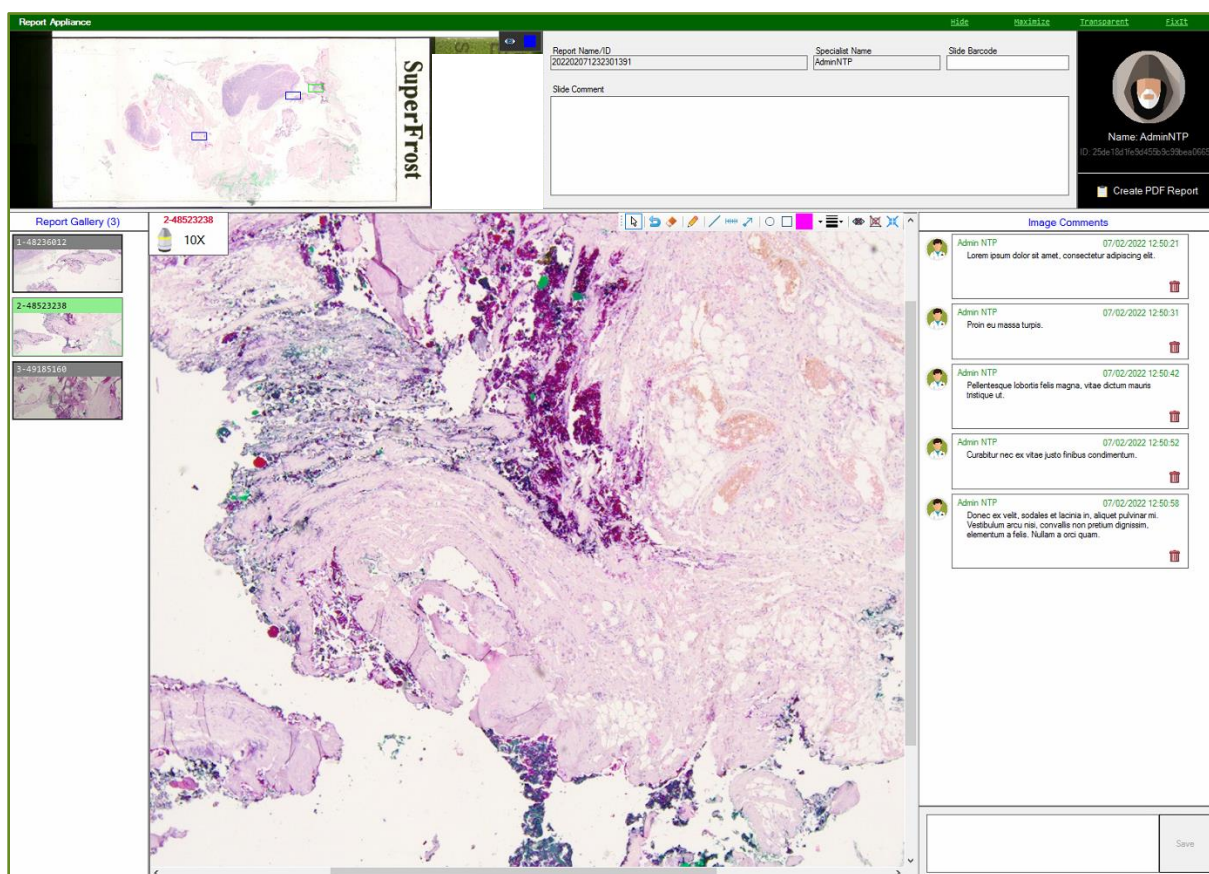 Report Appliance
Hide
Maximize
Transparent
FixIt
SuperFrost
Report Name/ID
202202071232301391
Specialist Name
AdminNTP
Slide Barcode
Slide Comment
Name: AdminNTP
Create PDF Report
Report Gallery (3)
1-48236012
2-48523238
3-49185160
2-48523238
10X
Image Comments
Admin NTP
07/02/2022 12:50:21
Lorem ipsum dolor sit amet, consectetur adipiscing elit.
Admin NTP
07/02/2022 12:50:31
Proin eu massa turpis.
Admin NTP
07/02/2022 12:50:42
Pellentesque lobortis felis magna, vitae dictum mauris
tristique ut.
Admin NTP
07/02/2022 12:50:52
Curabitur nec ex vitae justo finibus condimentum.
Admin NTP
07/02/2022 12:50:58
Donec ex velit, sodales et lacinia in, aliquet pulvinar mi.
Vestibulum arcu nisi, convallis non pretium dignissim,
elementum a felis. Nullam a orci quam.
Save